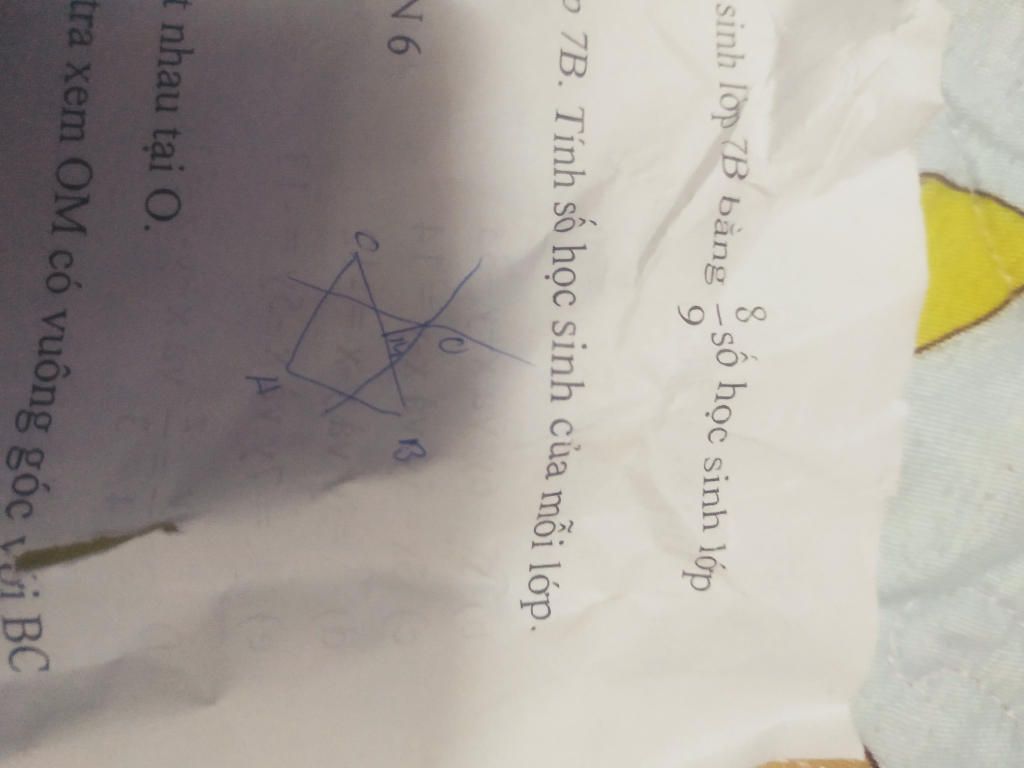 sinh lớp 7B bằng 8/9 số học sinh lớp
7B. Tính số học sinh của mỗi lớp.
6
C
O
M
B
A
nhau tại O.
tra xem OM có vuông góc với BC